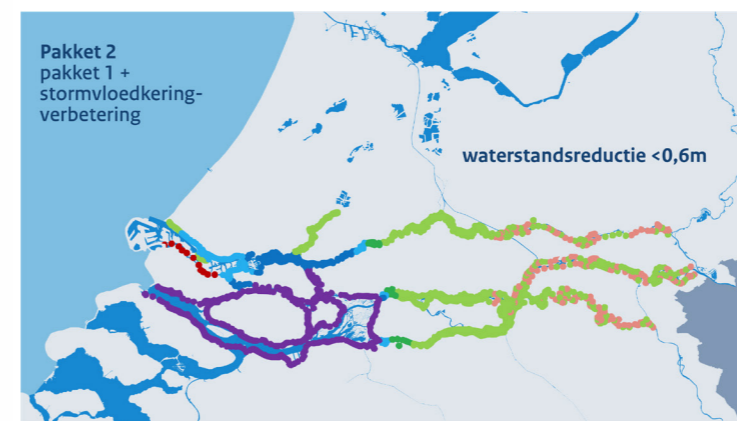 Pakket 2
pakket 1 +
stormvloedkering-
verbetering
waterstandsreductie <0,6m